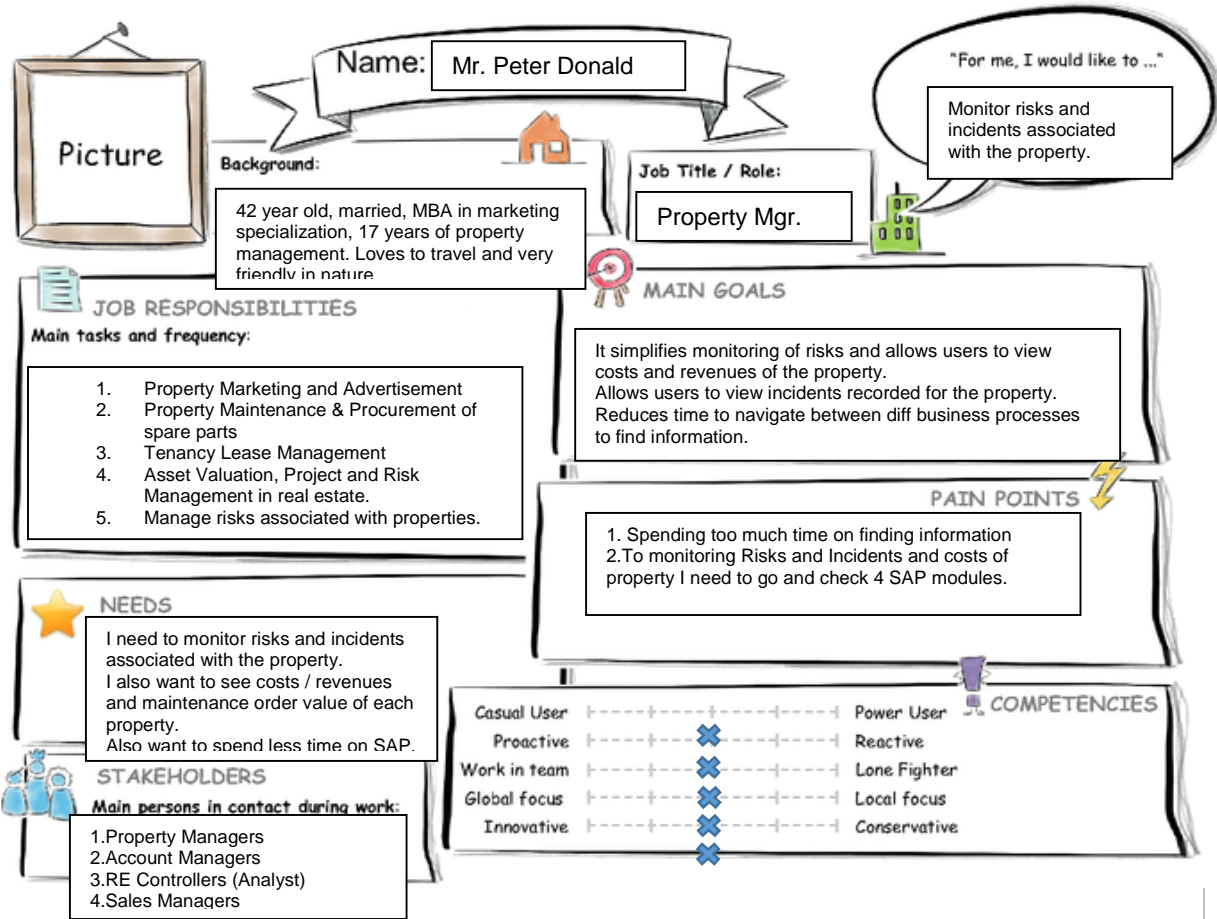 Name: Mr. Peter Donald
"For me, I would like to ..."
Monitor risks and
incidents associated
with the property.
Picture
Background:
42 year old, married, MBA in marketing
specialization, 17 years of property
management. Loves to travel and very
friendly in nature
Job Title / Role:
Property Mgr.
JOB RESPONSIBILITIES
Main tasks and frequency:
1. Property Marketing and Advertisement
2. Property Maintenance & Procurement of
spare parts
3. Tenancy Lease Management
4. Asset Valuation, Project and Risk
Management in real estate.
5. Manage risks associated with properties.
MAIN GOALS
It simplifies monitoring of risks and allows users to view
costs and revenues of the property.
Allows users to view incidents recorded for the property.
Reduces time to navigate between diff business processes
to find information.
PAIN POINTS
1. Spending too much time on finding information
2.To monitoring Risks and Incidents and costs of
property I need to go and check 4 SAP modules.
NEEDS
I need to monitor risks and incidents
associated with the property.
I also want to see costs / revenues
and maintenance order value of each
property.
Also want to spend less time on SAP.
STAKEHOLDERS
Main persons in contact during work:
1.Property Managers
2.Account Managers
3.RE Controllers (Analyst)
4.Sales Managers
COMPETENCIES
Casual User Power User
Proactive Reactive
Work in team Lone Fighter
Global focus Local focus
Innovative Conservative